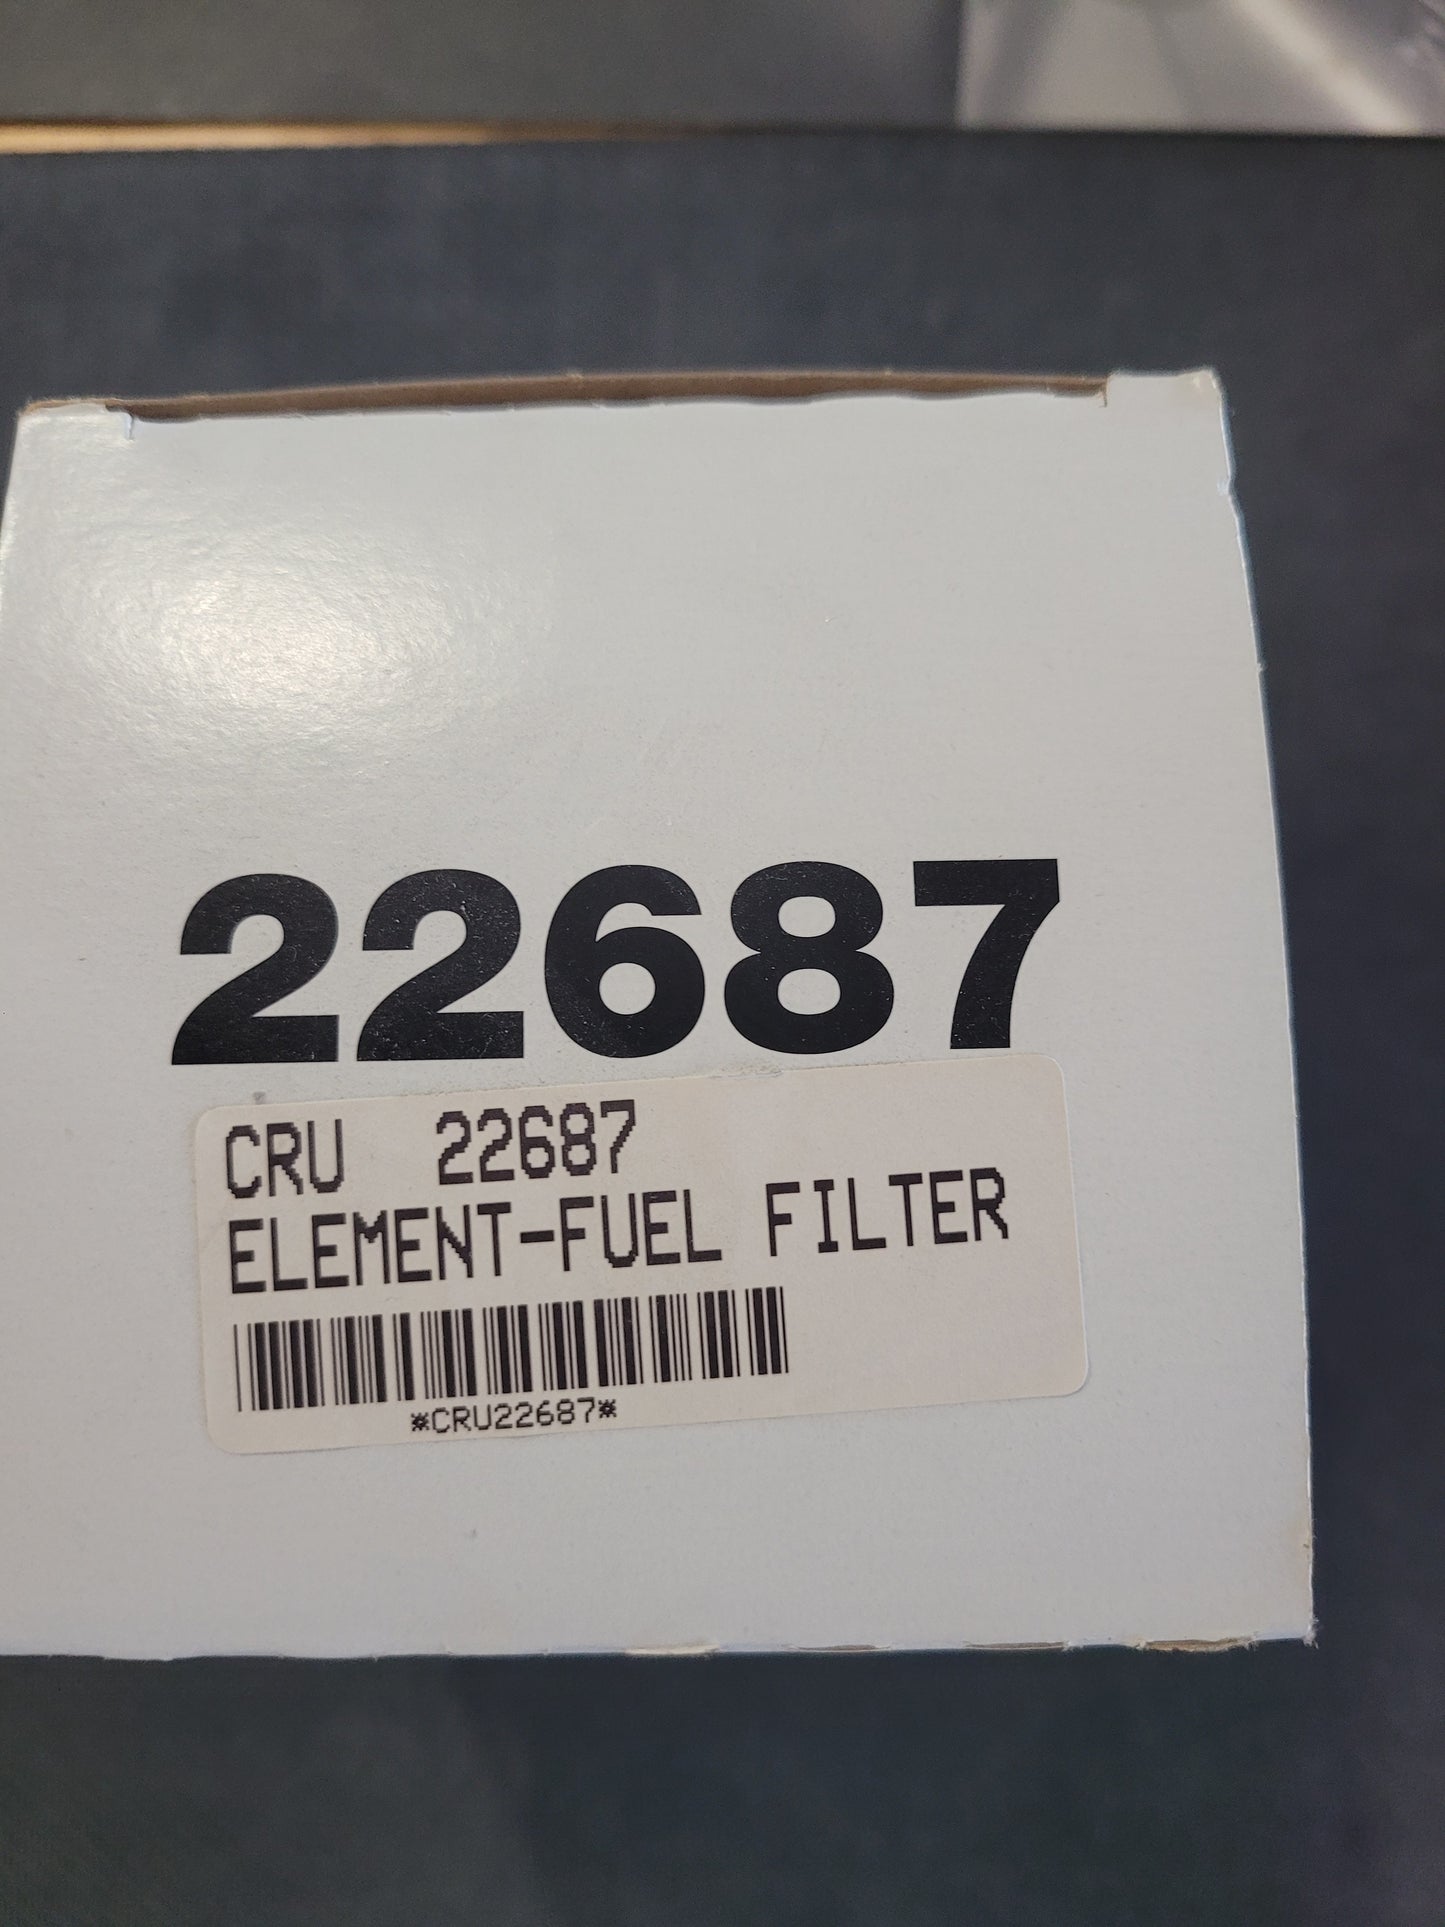 22687
CRU 22687
ELEMENT-FUEL FILTER
*CRU22687*